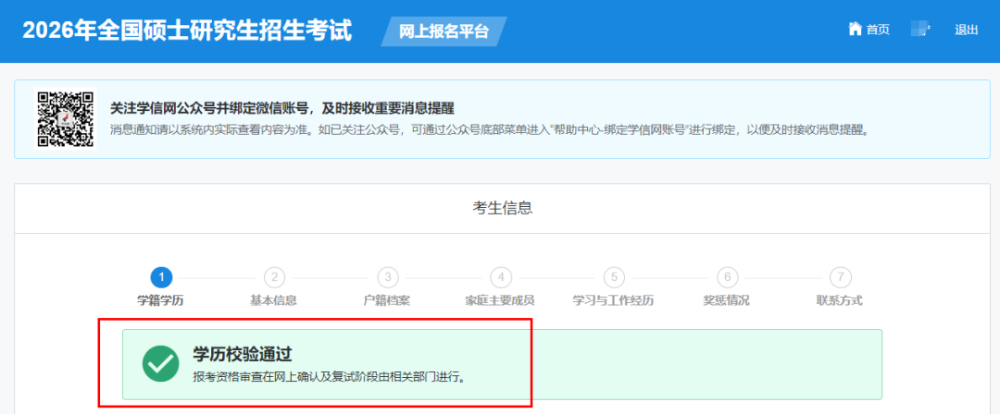 2026年全国硕士研究生招生考试 网上报名平台 首页 退出
关注学信网公众号并绑定微信账号，及时接收重要消息提醒
消息通知请以系统内实际查看内容为准。如已关注公众号，可通过公众号底部菜单进入“帮助中心-绑定学信网账号”进行绑定，以便及时接收消息提醒。
考生信息
1 2 3 4 5 6 7
学籍学历 基本信息 户籍档案 家庭主要成员 学习与工作经历 奖惩情况 联系方式
学历校验通过
报考资格审查在网上确认及复试阶段由相关部门进行。